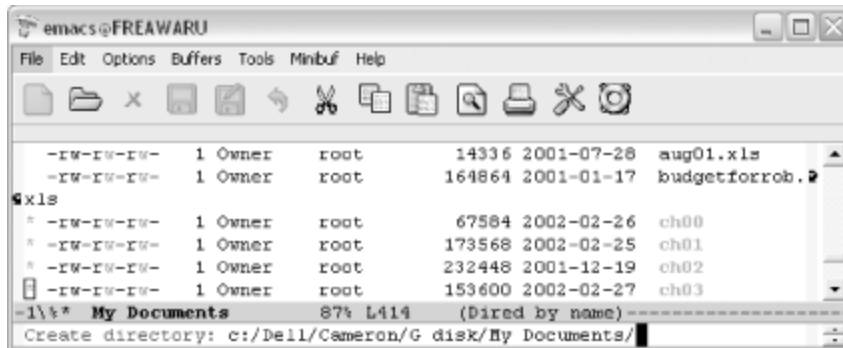 emacs@FREAWARU
File Edit Options Buffers Tools Minibuf Help
-rw-rw-rw- 1 Owner root 14336 2001-07-28 aug01.xls
-rw-rw-rw- 1 Owner root 164864 2001-01-17 budgetforrob.
xls
* -rw-rw-rw- 1 Owner root 67584 2002-02-26 ch00
* -rw-rw-rw- 1 Owner root 173568 2002-02-25 ch01
* -rw-rw-rw- 1 Owner root 232448 2001-12-19 ch02
* -rw-rw-rw- 1 Owner root 153600 2002-02-27 ch03
-1\%* My Documents 87% L414 (Dired by name)--------------------
Create directory: c:/Dell/Cameron/G disk/My Documents/